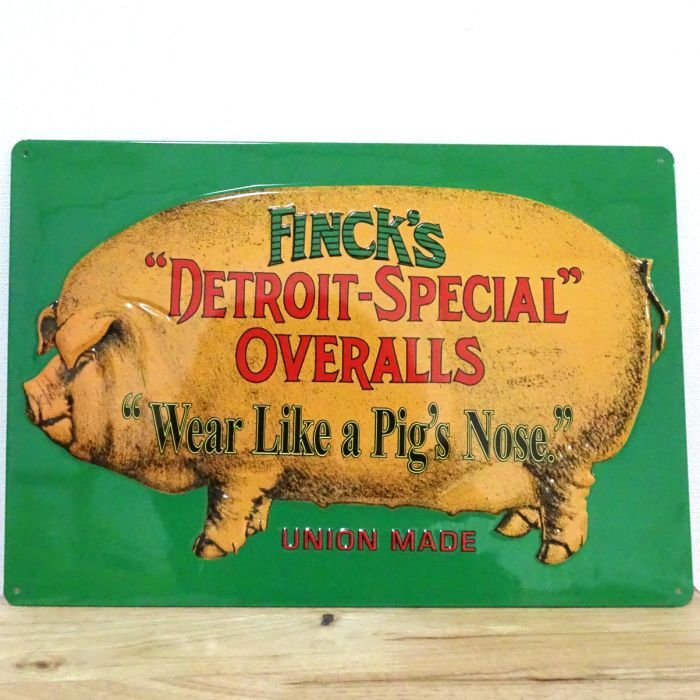 FINCK'S
"DETROIT-SPECIAL"
OVERALLS
"Wear Like a Pig's Nose."
UNION MADE